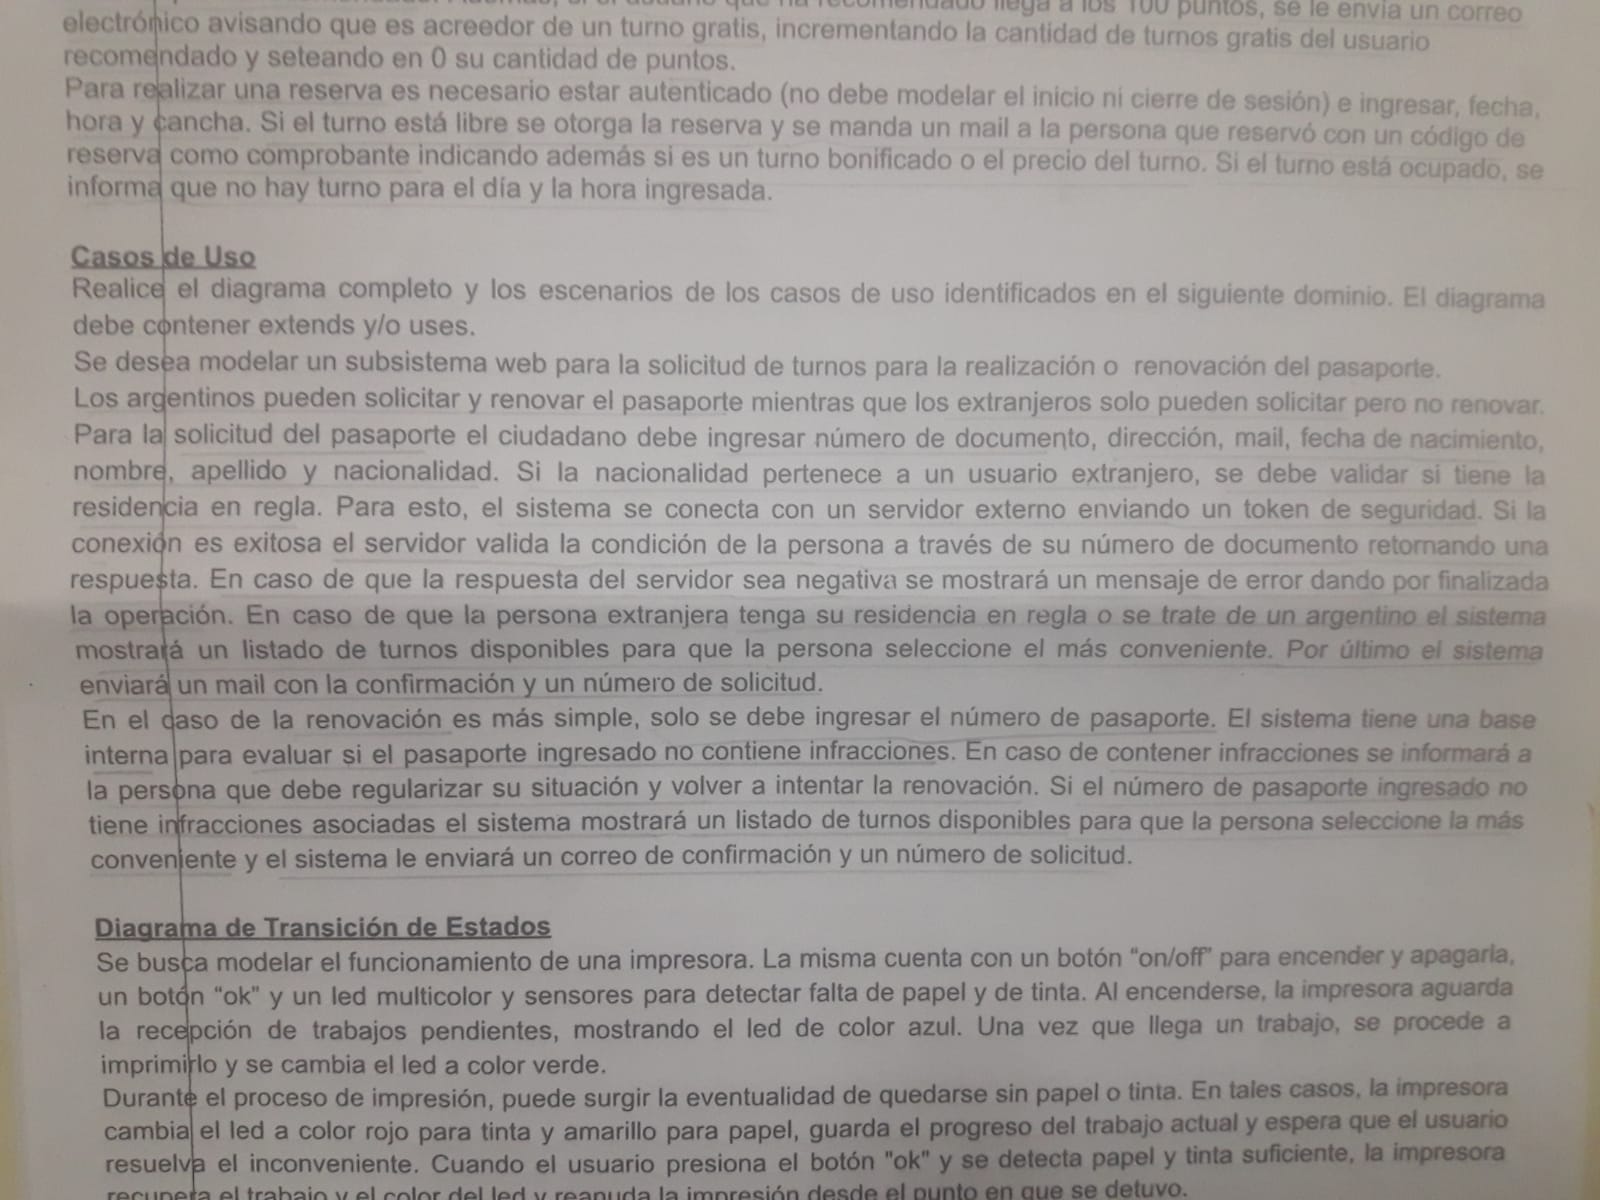 recomendado llega a los 100 puntos, se le envía un correo
electrónico avisando que es acreedor de un turno gratis, incrementando la cantidad de turnos gratis del usuario
recomendado y seteando en 0 su cantidad de puntos.
Para realizar una reserva es necesario estar autenticado (no debe modelar el inicio ni cierre de sesión) e ingresar, fecha,
hora y cancha. Si el turno está libre se otorga la reserva y se manda un mail a la persona que reservó con un código de
reserva como comprobante indicando además si es un turno bonificado o el precio del turno. Si el turno está ocupado, se
informa que no hay turno para el día y la hora ingresada.
Casos de Uso
Realice el diagrama completo y los escenarios de los casos de uso identificados en el siguiente dominio. El diagrama
debe contener extends y/o uses.
Se desea modelar un subsistema web para la solicitud de turnos para la realización o renovación del pasaporte.
Los argentinos pueden solicitar y renovar el pasaporte mientras que los extranjeros solo pueden solicitar pero no renovar.
Para la solicitud del pasaporte el ciudadano debe ingresar número de documento, dirección, mail, fecha de nacimiento,
nombre, apellido y nacionalidad. Si la nacionalidad pertenece a un usuario extranjero, se debe validar si tiene la
residencia en regla. Para esto, el sistema se conecta con un servidor externo enviando un token de seguridad. Si la
conexión es exitosa el servidor valida la condición de la persona a través de su número de documento retornando una
respuesta. En caso de que la respuesta del servidor sea negativa se mostrará un mensaje de error dando por finalizada
la operación. En caso de que la persona extranjera tenga su residencia en regla o se trate de un argentino el sistema
mostrará un listado de turnos disponibles para que la persona seleccione el más conveniente. Por último el sistema
enviará un mail con la confirmación y un número de solicitud.
En el caso de la renovación es más simple, solo se debe ingresar el número de pasaporte. El sistema tiene una base
interna para evaluar si el pasaporte ingresado no contiene infracciones. En caso de contener infracciones se informará a
la persona que debe regularizar su situación y volver a intentar la renovación. Si el número de pasaporte ingresado no
tiene infracciones asociadas el sistema mostrará un listado de turnos disponibles para que la persona seleccione la más
conveniente y el sistema le enviará un correo de confirmación y un número de solicitud.
Diagrama de Transición de Estados
Se busca modelar el funcionamiento de una impresora. La misma cuenta con un botón "on/off" para encender y apagarla,
un botón "ok" y un led multicolor y sensores para detectar falta de papel y de tinta. Al encenderse, la impresora aguarda
la recepción de trabajos pendientes, mostrando el led de color azul. Una vez que llega un trabajo, se procede a
imprimirlo y se cambia el led a color verde.
Durante el proceso de impresión, puede surgir la eventualidad de quedarse sin papel o tinta. En tales casos, la impresora
cambia el led a color rojo para tinta y amarillo para papel, guarda el progreso del trabajo actual y espera que el usuario
resuelva el inconveniente. Cuando el usuario presiona el botón "ok" y se detecta papel y tinta suficiente, la impresora
recupera el trabajo y el color del led y reanuda la impresión desde el punto en que se detuvo.